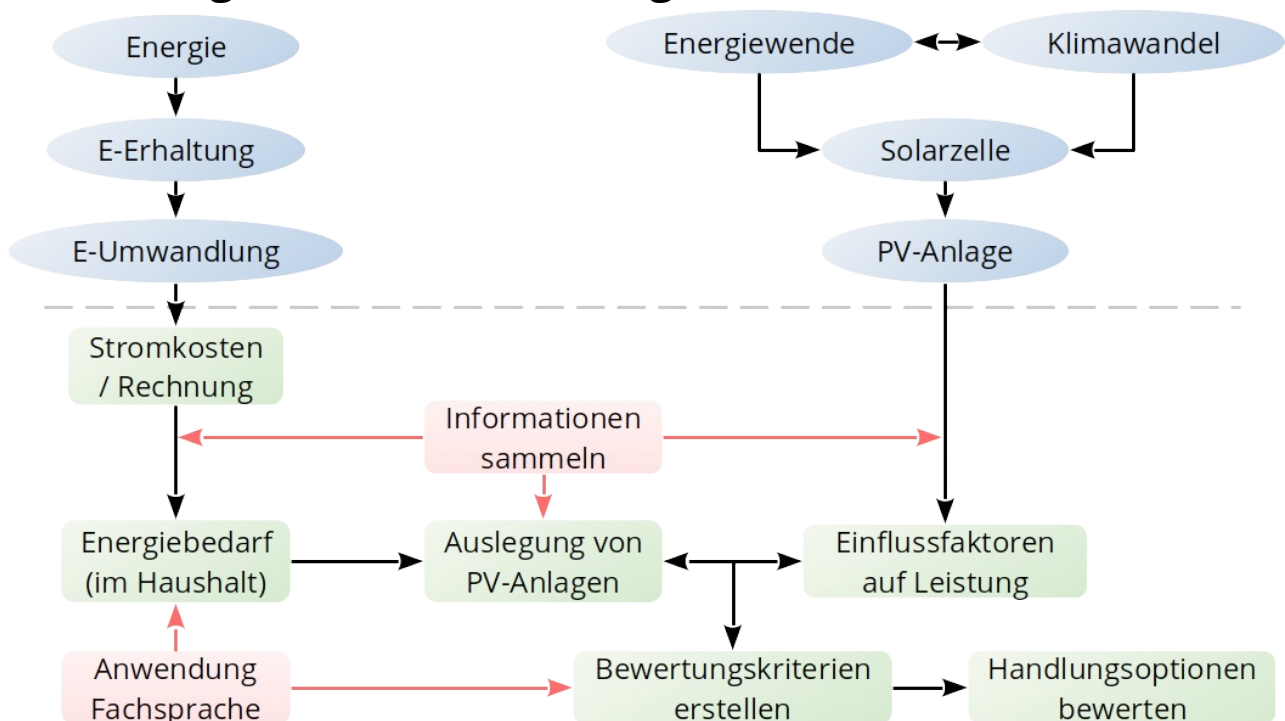 Energie
Energiewende
Klimawandel
E-Erhaltung
Solarzelle
E-Umwandlung
PV-Anlage
Stromkosten
/ Rechnung
Informationen
sammeln
Energiebedarf
(im Haushalt)
Auslegung von
PV-Anlagen
Einflussfaktoren
auf Leistung
Anwendung
Fachsprache
Bewertungskriterien
erstellen
Handlungsoptionen
bewerten